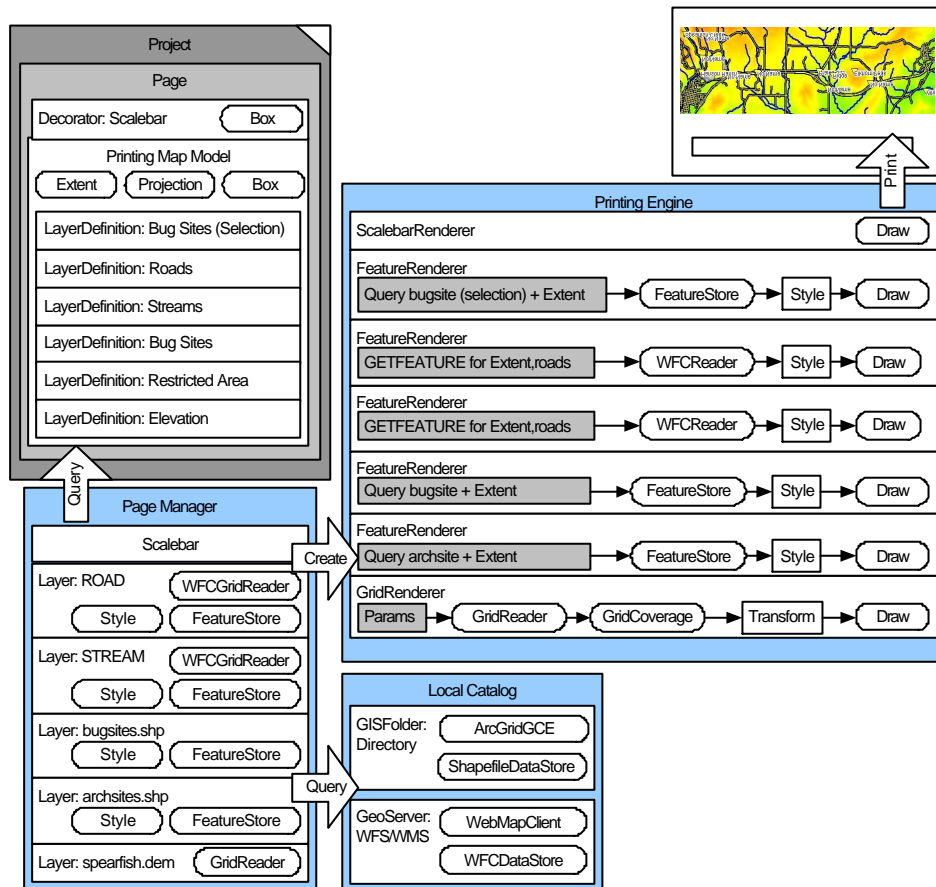 Project
Page
Decorator: Scalebar
Box
Printing Map Model
Extent
Projection
Box
LayerDefinition: Bug Sites (Selection)
LayerDefinition: Roads
LayerDefinition: Streams
LayerDefinition: Bug Sites
LayerDefinition: Restricted Area
LayerDefinition: Elevation
Query
Page Manager
Scalebar
Layer: ROAD
WFCGridReader
Style
FeatureStore
Layer: STREAM
WFCGridReader
Style
FeatureStore
Layer: bugsites.shp
Style
FeatureStore
Layer: archsites.shp
Style
FeatureStore
Layer: spearfish.dem
GridReader
Create
Query
Print
Printing Engine
ScalebarRenderer
Draw
FeatureRenderer
Query bugsite (selection) + Extent
FeatureStore
Style
Draw
FeatureRenderer
GETFEATURE for Extent,roads
WFCReader
Style
Draw
FeatureRenderer
GETFEATURE for Extent,roads
WFCReader
Style
Draw
FeatureRenderer
Query bugsite + Extent
FeatureStore
Style
Draw
FeatureRenderer
Query archsite + Extent
FeatureStore
Style
Draw
GridRenderer
Params
GridReader
GridCoverage
Transform
Draw
Local Catalog
GISFolder:
Directory
ArcGridGCE
ShapefileDataStore
GeoServer:
WFS/WMS
WebMapClient
WFCDataStore